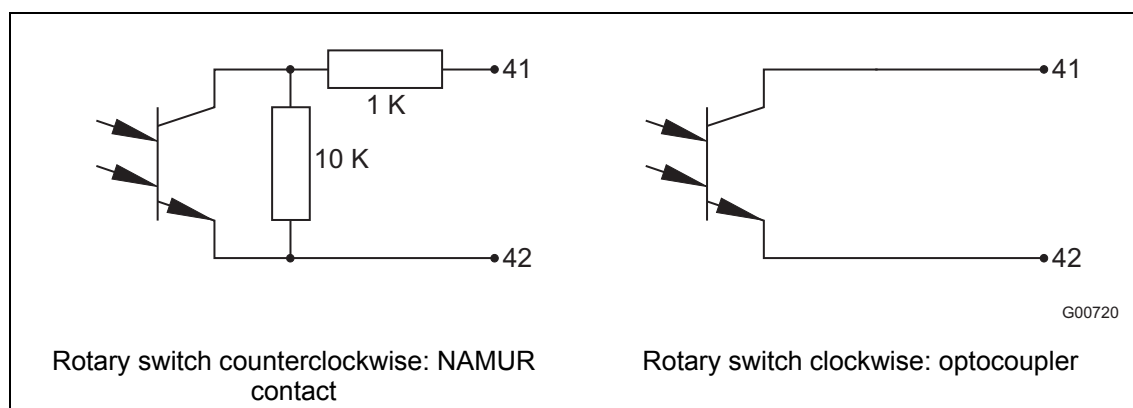 41
1 K
10 K
42
41
42
G00720
Rotary switch counterclockwise: NAMUR
contact
Rotary switch clockwise: optocoupler